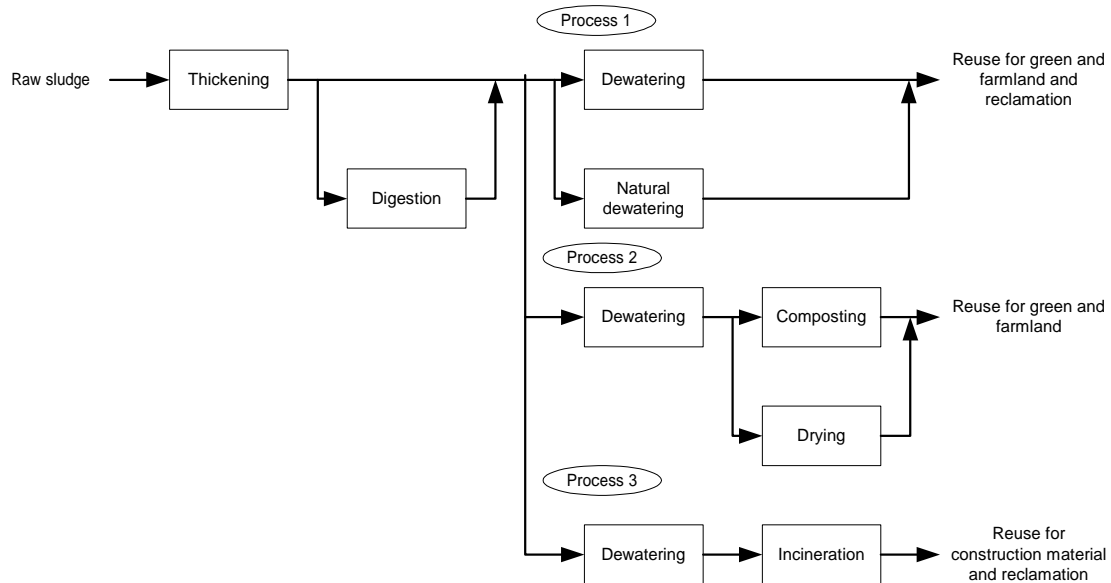 Process 1
Raw sludge
Thickening
Dewatering
Reuse for green and
farmland and
reclamation
Digestion
Natural
dewatering
Process 2
Dewatering
Composting
Reuse for green and
farmland
Drying
Process 3
Dewatering
Incineration
Reuse for
construction material
and reclamation